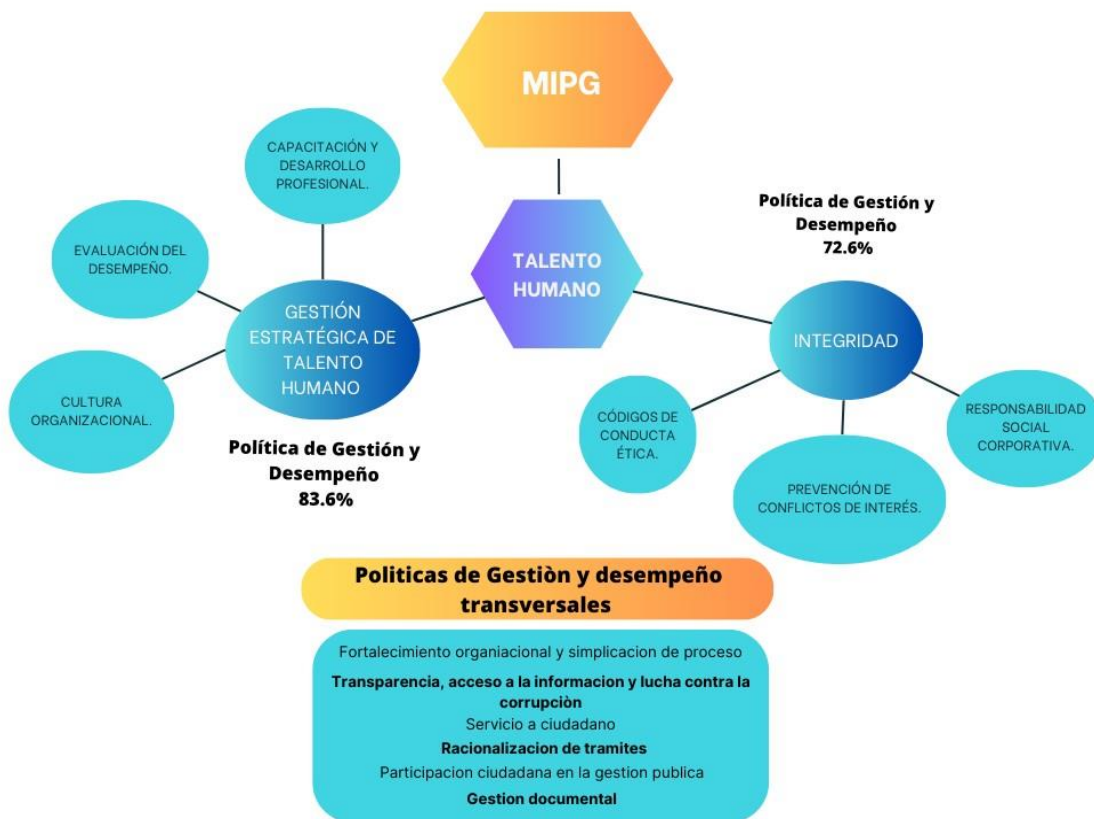 MIPG
CAPACITACIÓN Y
DESARROLLO
PROFESIONAL.
Política de Gestión y
Desempeño
72.6%
EVALUACIÓN DEL
DESEMPEÑO.
TALENTO
HUMANO
GESTIÓN
ESTRATÉGICA DE
TALENTO
HUMANO
INTEGRIDAD
CULTURA
ORGANIZACIONAL.
CÓDIGOS DE
CONDUCTA
ÉTICA.
RESPONSABILIDAD
SOCIAL
CORPORATIVA.
Política de Gestión y
Desempeño
83.6%
PREVENCIÓN DE
CONFLICTOS DE INTERÉS.
Politicas de Gestiòn y desempeño
transversales
Fortalecimiento organiacional y simplicacion de proceso
Transparencia, acceso a la informacion y lucha contra la
corrupciòn
Servicio a ciudadano
Racionalizacion de tramites
Participacion ciudadana en la gestion publica
Gestion documental